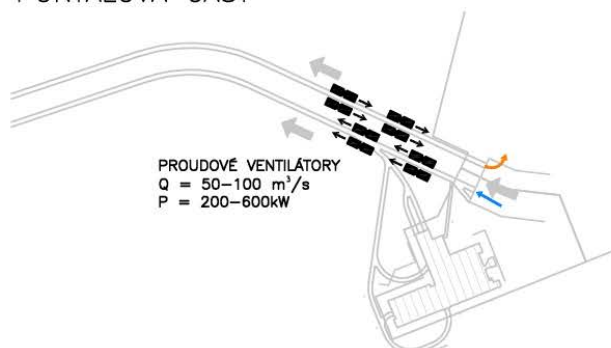 PORTÁLOVÁ ČÁST
PROUDOVÉ VENTILÁTORY
Q = 50–100 m³/s
P = 200–600kW